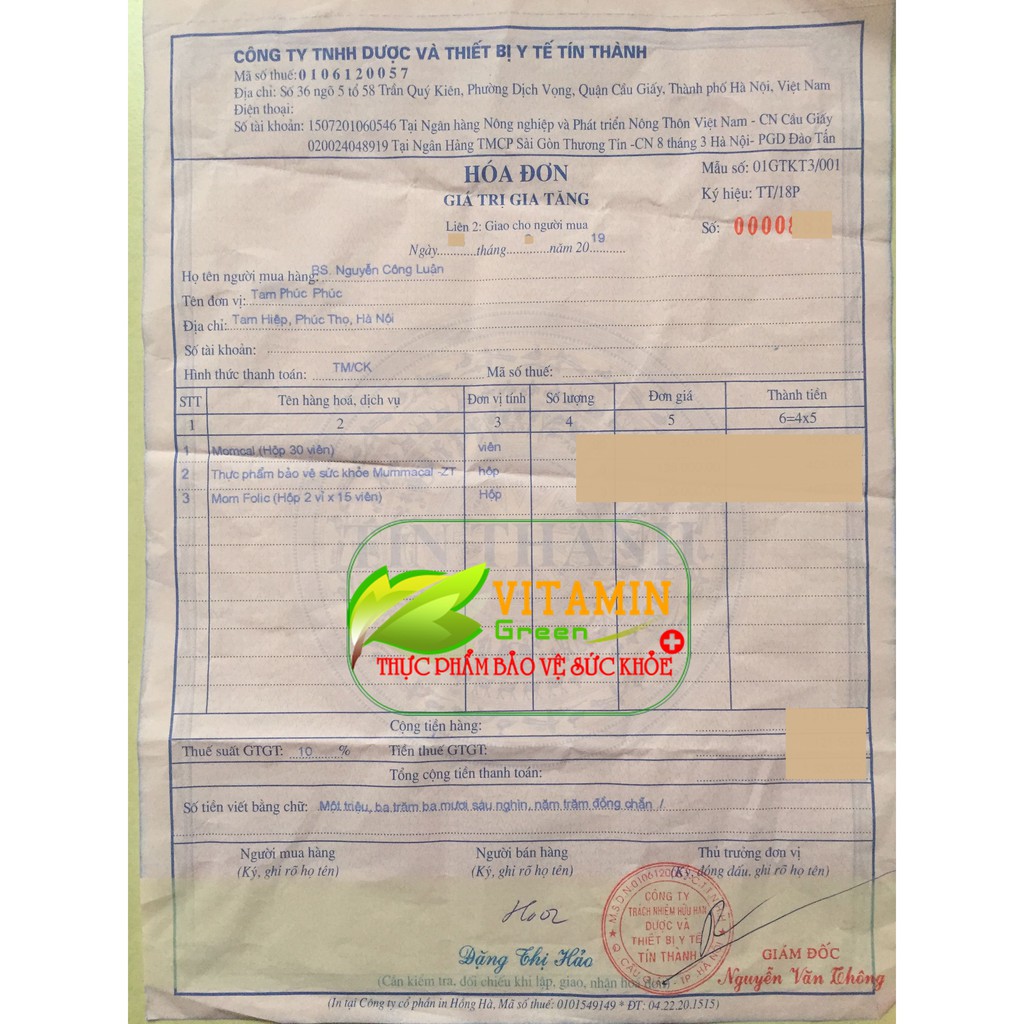 CÔNG TY TNHH DƯỢC VÀ THIẾT BỊ Y TẾ TÍN THÀNH
Mã số thuế: 0106120057
Địa chỉ: Số 36 ngõ 5 tổ 58 Trần Quý Kiên, Phường Dịch Vọng, Quận Cầu Giấy, Thành phố Hà Nội, Việt Nam
Điện thoại:
Số tài khoản: 1507201060546 Tại Ngân hàng Nông nghiệp và Phát triển Nông Thôn Việt Nam - CN Cầu Giấy
020024048919 Tại Ngân Hàng TMCP Sài Gòn Thương Tín -CN 8 tháng 3 Hà Nội- PGD Đào Tấn
HÓA ĐƠN
GIÁ TRỊ GIA TĂNG
Liên 2: Giao cho người mua
Ngày...........tháng............năm 2019..........
Mẫu số: 01GTKT3/001
Ký hiệu: TT/18P
Số: 00008
Họ tên người mua hàng: BS. Nguyễn Công Luân
Tên đơn vị: Tam Phúc Phúc
Địa chỉ: Tam Hiệp, Phúc Thọ, Hà Nội
Số tài khoản:
Hình thức thanh toán: TM/CK Mã số thuế:
STT Tên hàng hoá, dịch vụ Đơn vị tính Số lượng Đơn giá Thành tiền
1 2 3 4 5 6=4x5
1 Momcal (Hộp 30 viên) viên
2 Thực phẩm bảo vệ sức khỏe Mummacal -ZT hộp
3 Mom Folic (Hộp 2 vỉ x 15 viên) Hộp
TÍN THÀNH
VITAMIN
Green
THỰC PHẨM BẢO VỆ SỨC KHỎE
Cộng tiền hàng:
Thuế suất GTGT: 10 % Tiền thuế GTGT:
Tổng cộng tiền thanh toán:
Số tiền viết bằng chữ: Một triệu, ba trăm ba mươi sáu nghìn, năm trăm đồng chẵn /
Người mua hàng Người bán hàng Thủ trưởng đơn vị
(Ký, ghi rõ họ tên) (Ký, ghi rõ họ tên) (Ký, đóng dấu, ghi rõ họ tên)
CÔNG TY
TRÁCH NHIỆM HỮU HẠN
DƯỢC VÀ
THIẾT BỊ Y TẾ
TÍN THÀNH
Đặng Thị Hảo
GIÁM ĐỐC
Nguyễn Văn Thông
(Cần kiểm tra, đối chiếu khi lập, giao, nhận hóa đơn)
(In tại Công ty cổ phần in Hồng Hà, Mã số thuế: 0101549149 * ĐT: 04.22.20.1515)